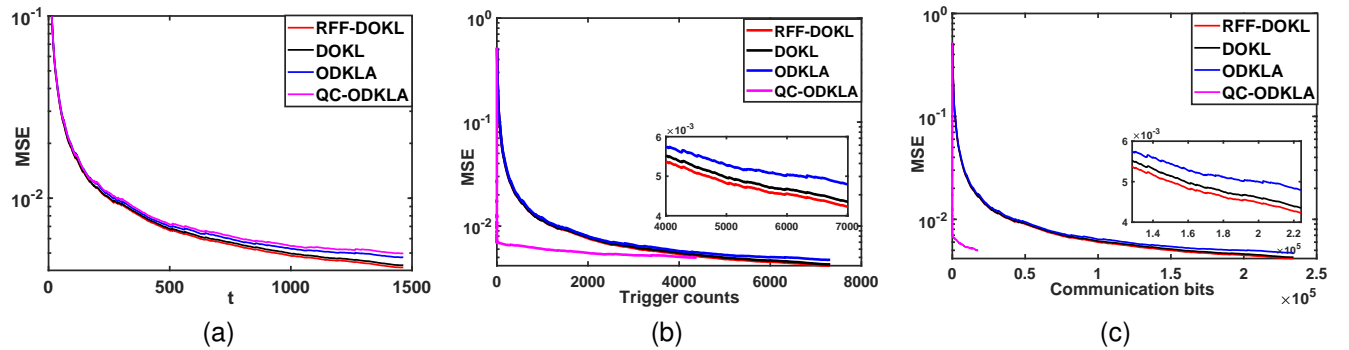 10^-1
10^-2
MSE
0
500
1000
1500
t
RFF-DOKL
DOKL
ODKLA
QC-ODKLA
(a)
10^0
10^-1
10^-2
MSE
0
2000
4000
6000
8000
Trigger counts
RFF-DOKL
DOKL
ODKLA
QC-ODKLA
×10^-3
6
5
4
4000
5000
6000
7000
(b)
10^0
10^-1
10^-2
MSE
0
0.5
1
1.5
2
2.5
Communication bits
×10^5
RFF-DOKL
DOKL
ODKLA
QC-ODKLA
×10^-3
6
5
4
1.4
1.6
1.8
2
2.2
×10^5
(c)